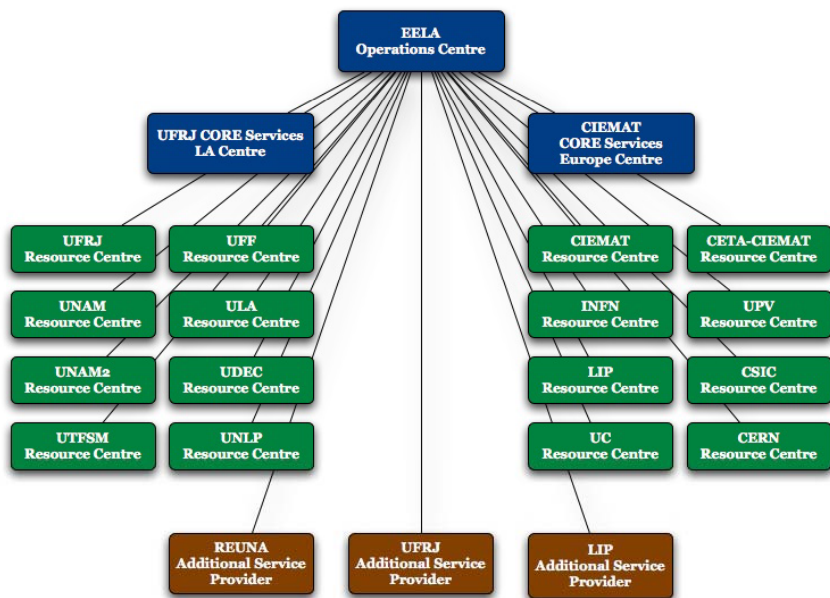 EELA
Operations Centre
UFRJ CORE Services
LA Centre
CIEMAT
CORE Services
Europe Centre
UFRJ
Resource Centre
UFF
Resource Centre
CIEMAT
Resource Centre
CETA-CIEMAT
Resource Centre
UNAM
Resource Centre
ULA
Resource Centre
INFN
Resource Centre
UPV
Resource Centre
UNAM2
Resource Centre
UDEC
Resource Centre
LIP
Resource Centre
CSIC
Resource Centre
UTFSM
Resource Centre
UNLP
Resource Centre
UC
Resource Centre
CERN
Resource Centre
REUNA
Additional Service
Provider
UFRJ
Additional Service
Provider
LIP
Additional Service
Provider